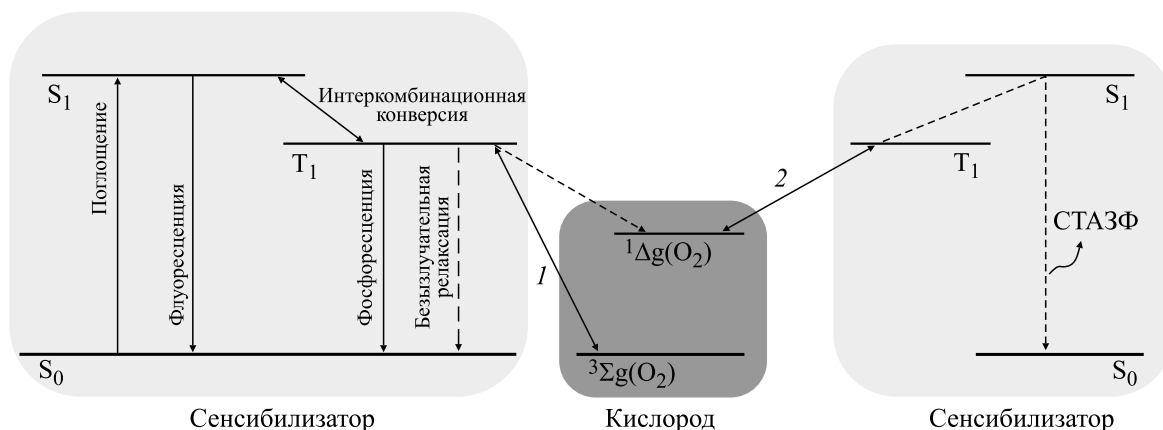 S1
Интеркомбинационная
конверсия
T1
Поглощение
Флуоресценция
Фосфоресценция
Безызлучательная
релаксация
S0
Сенсибилизатор
1
1Δg(O2)
3Σg(O2)
Кислород
2
S1
T1
СТАЗФ
S0
Сенсибилизатор